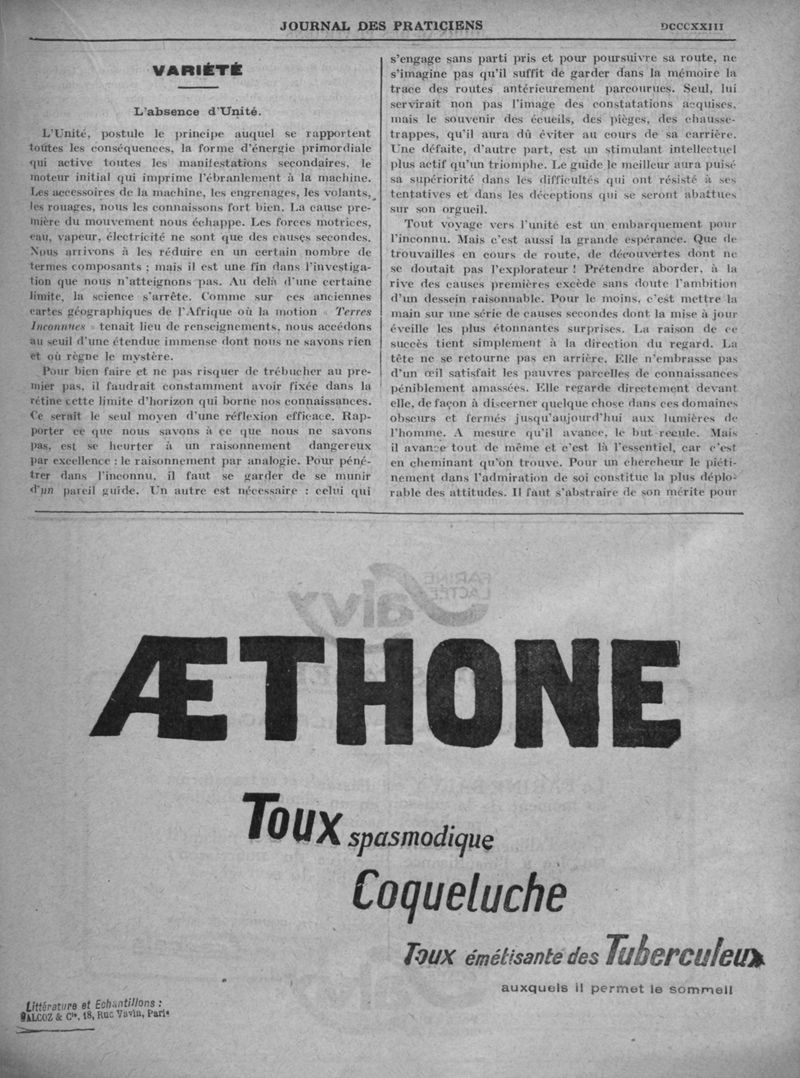 JOURNAL DES PRATICIENS
DCCCXXIII
VARIÉTÉ
L'absence d'Unité.
L'Unité, postule le principe auquel se rapportent
toutes les conséquences, la forme d'énergie primordiale
qui active toutes les manifestations secondaires, le
moteur initial qui imprime l'ébranlement à la machine.
Les accessoires de la machine, les engrenages, les volants,
les rouages, nous les connaissons fort bien. La cause pre-
mière du mouvement nous échappe. Les forces motrices,
eau, vapeur, électricité ne sont que des causes secondes.
Nous arrivons à les réduire en un certain nombre de
termes composants ; mais il est une fin dans l'investiga-
tion que nous n'atteignons pas. Au delà d'une certaine
limite, la science s'arrête. Comme sur ces anciennes
cartes géographiques de l'Afrique où la motion « Terres
Inconnues » tenait lieu de renseignements, nous accédons
au seuil d'une étendue immense dont nous ne savons rien
et où règne le mystère.
Pour bien faire et ne pas risquer de trébucher au pre-
mier pas, il faudrait constamment avoir fixée dans la
rétine cette limite d'horizon qui borne nos connaissances.
Ce serait le seul moyen d'une réflexion efficace. Rap-
porter ce que nous savons à ce que nous ne savons
pas, est se heurter à un raisonnement dangereux
par excellence : le raisonnement par analogie. Pour péné-
trer dans l'inconnu, il faut se garder de se munir
d'un pareil guide. Un autre est nécessaire : celui qui
s'engage sans parti pris et pour poursuivre sa route, ne
s'imagine pas qu'il suffit de garder dans la mémoire la
trace des routes antérieurement parcourues. Seul, lui
servirait non pas l'image des constatations acquises,
mais le souvenir des écueils, des pièges, des chausse-
trappes, qu'il aura dû éviter au cours de sa carrière.
Une défaite, d'autre part, est un stimulant intellectuel
plus actif qu'un triomphe. Le guide le meilleur aura puisé
sa supériorité dans les difficultés qui ont résisté à ses
tentatives et dans les déceptions qui se seront abattues
sur son orgueil.
Tout voyage vers l'unité est un embarquement pour
l'inconnu. Mais c'est aussi la grande espérance. Que de
trouvailles en cours de route, de découvertes dont ne
se doutait pas l'explorateur ! Prétendre aborder, à la
rive des causes premières excède sans doute l'ambition
d'un dessein raisonnable. Pour le moins, c'est mettre la
main sur une série de causes secondes dont la mise à jour
éveille les plus étonnantes surprises. La raison de ce
succès tient simplement à la direction du regard. La
tête ne se retourne pas en arrière. Elle n'embrasse pas
d'un œil satisfait les pauvres parcelles de connaissances
péniblement amassées. Elle regarde directement devant
elle, de façon à discerner quelque chose dans ces domaines
obscurs et fermés jusqu'aujourd'hui aux lumières de
l'homme. A mesure qu'il avance, le but recule. Mais
il avance tout de même et c'est là l'essentiel, car c'est
en cheminant qu'on trouve. Pour un chercheur le piéti-
nement dans l'admiration de soi constitue la plus déplo-
rable des attitudes. Il faut s'abstraire de son mérite pour
ÆTHONE
Toux spasmodique
Coqueluche
Toux émétisante des Tuberculeux
auxquels il permet le sommeil
Littérature et Echantillons :
FALCOZ & Cie, 18, Rue Vavin, Paris